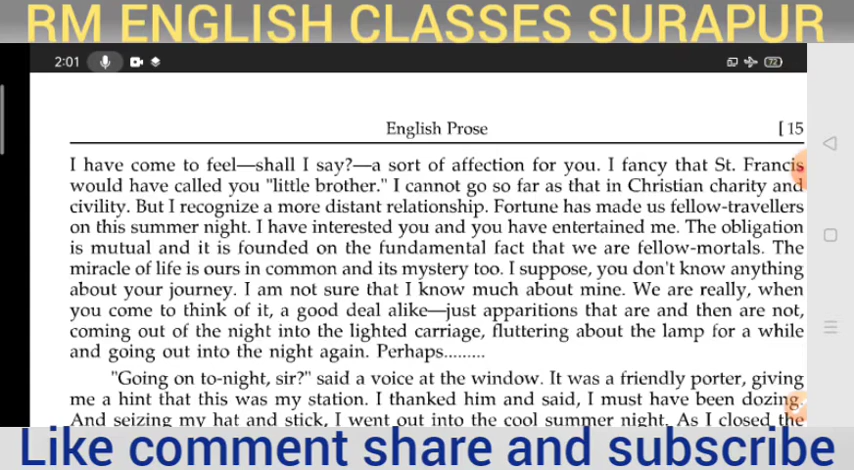 RM ENGLISH CLASSES SURAPUR
2:01
72
English Prose [ 15
I have come to feel—shall I say?—a sort of affection for you. I fancy that St. Francis
would have called you "little brother." I cannot go so far as that in Christian charity and
civility. But I recognize a more distant relationship. Fortune has made us fellow-travellers
on this summer night. I have interested you and you have entertained me. The obligation
is mutual and it is founded on the fundamental fact that we are fellow-mortals. The
miracle of life is ours in common and its mystery too. I suppose, you don't know anything
about your journey. I am not sure that I know much about mine. We are really, when
you come to think of it, a good deal alike—just apparitions that are and then are not,
coming out of the night into the lighted carriage, fluttering about the lamp for a while
and going out into the night again. Perhaps.........
"Going on to-night, sir?" said a voice at the window. It was a friendly porter, giving
me a hint that this was my station. I thanked him and said, I must have been dozing.
And seizing my hat and stick, I went out into the cool summer night. As I closed the
Like comment share and subscribe